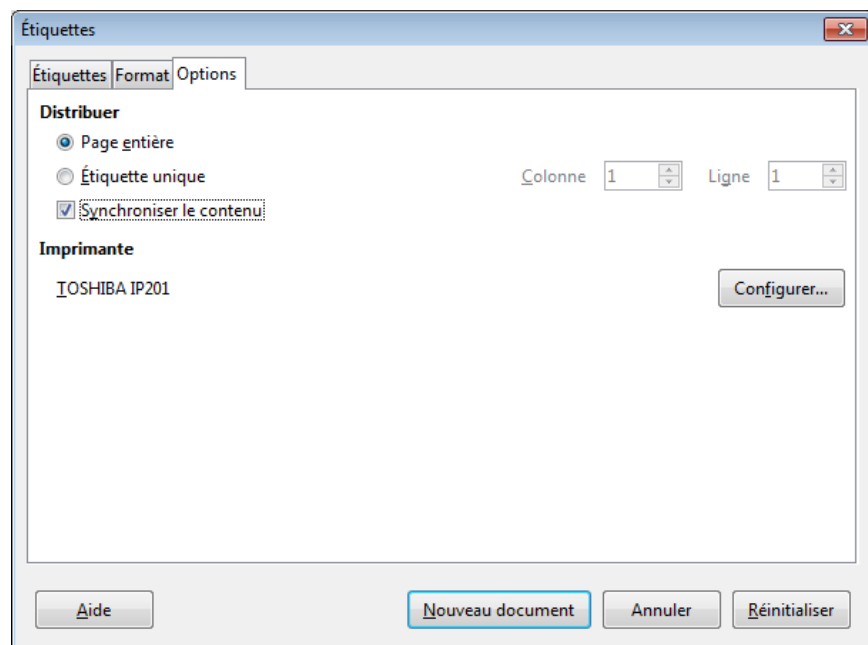 Étiquettes
Étiquettes Format Options
Distribuer
Page entière
Étiquette unique Colonne 1 Ligne 1
Synchroniser le contenu
Imprimante
TOSHIBA IP201 Configurer...
Aide Nouveau document Annuler Réinitialiser